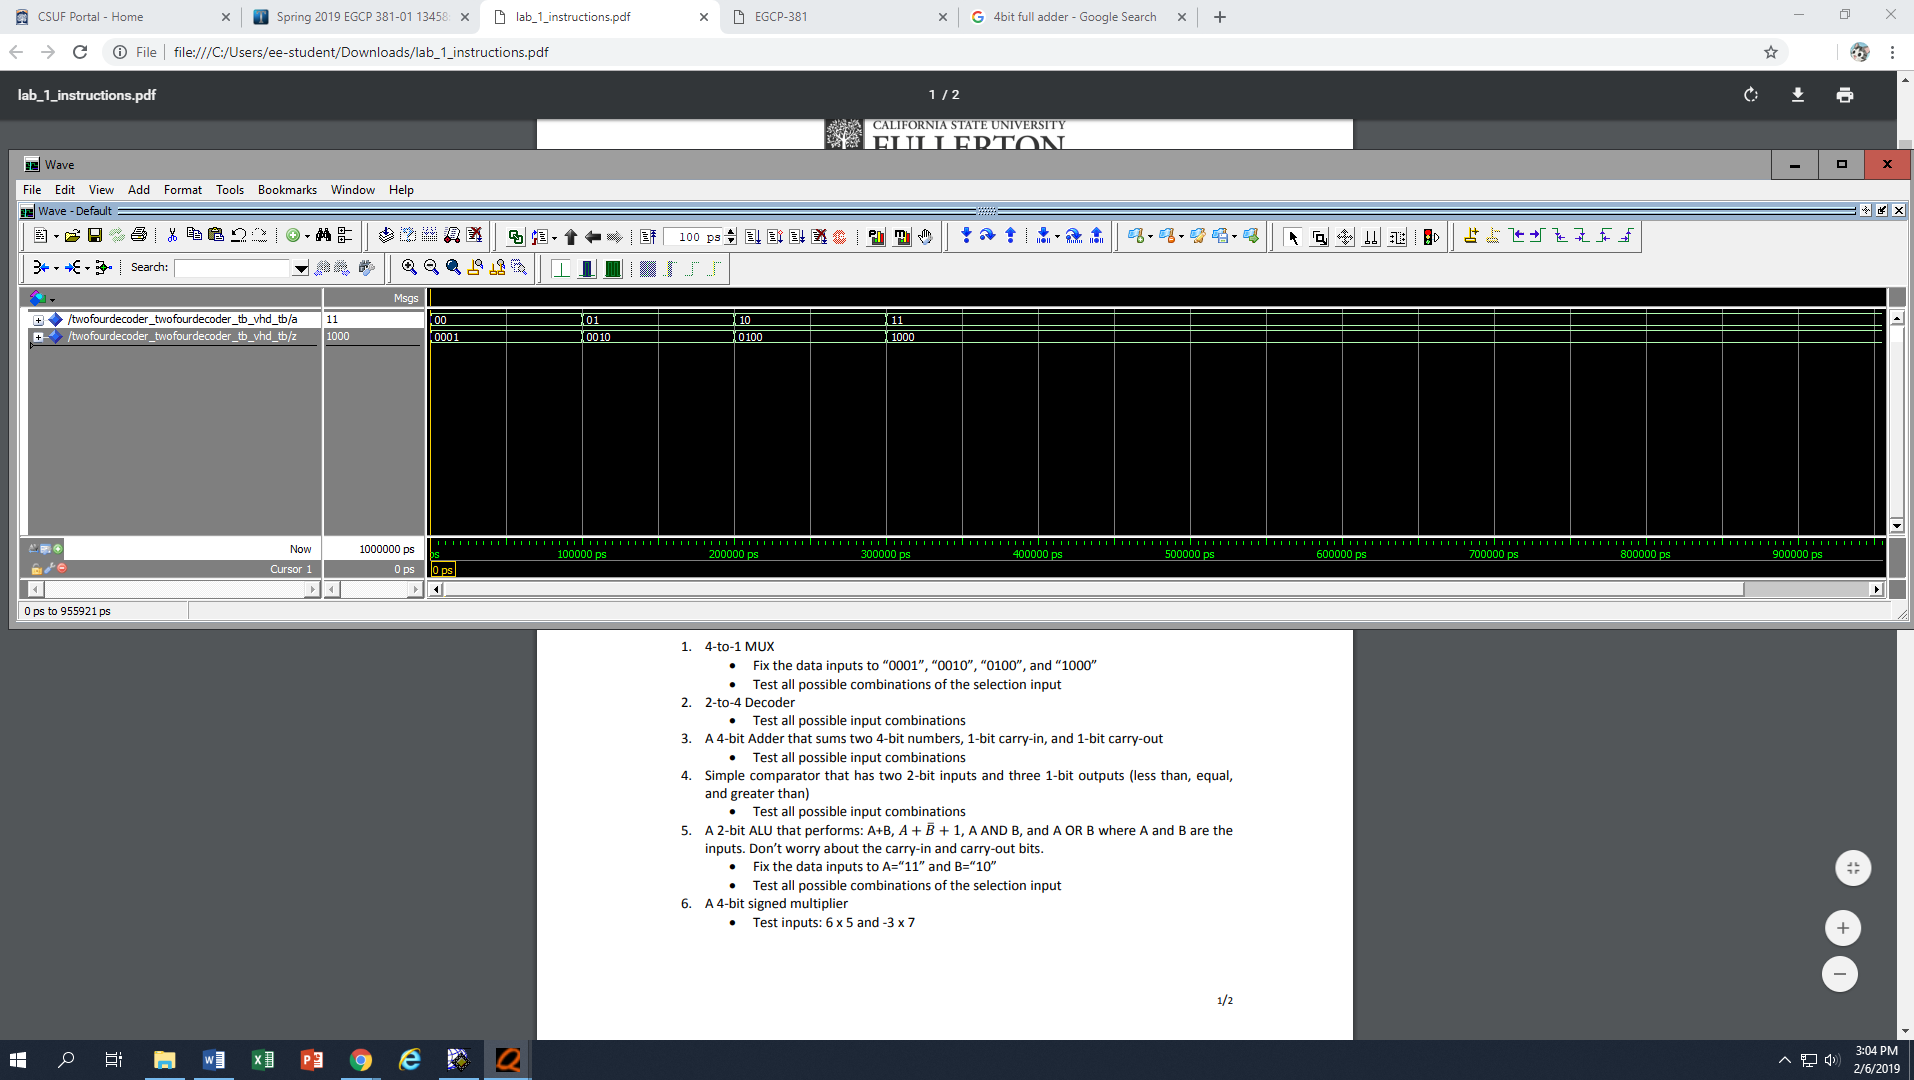 CSUF Portal - Home
Spring 2019 EGCP 381-01 13458
lab_1_instructions.pdf
EGCP-381
4bit full adder - Google Search
File
file:///C:/Users/ee-student/Downloads/lab_1_instructions.pdf
lab_1_instructions.pdf
1 / 2
CALIFORNIA STATE UNIVERSITY
FULLERTON
Wave
File Edit View Add Format Tools Bookmarks Window Help
Wave - Default
100 ps
Search:
Msgs
/twofourdecoder_twofourdecoder_tb_vhd_tb/a 11 00 01 10 11
/twofourdecoder_twofourdecoder_tb_vhd_tb/z 1000 0001 0010 0100 1000
Now 1000000 ps ps 100000 ps 200000 ps 300000 ps 400000 ps 500000 ps 600000 ps 700000 ps 800000 ps 900000 ps
Cursor 1 0 ps 0 ps
0 ps to 955921 ps
1. 4-to-1 MUX
• Fix the data inputs to “0001”, “0010”, “0100”, and “1000”
• Test all possible combinations of the selection input
2. 2-to-4 Decoder
• Test all possible input combinations
3. A 4-bit Adder that sums two 4-bit numbers, 1-bit carry-in, and 1-bit carry-out
• Test all possible input combinations
4. Simple comparator that has two 2-bit inputs and three 1-bit outputs (less than, equal,
and greater than)
• Test all possible input combinations
5. A 2-bit ALU that performs: A+B, A + B̅ + 1, A AND B, and A OR B where A and B are the
inputs. Don’t worry about the carry-in and carry-out bits.
• Fix the data inputs to A=“11” and B=“10”
• Test all possible combinations of the selection input
6. A 4-bit signed multiplier
• Test inputs: 6 x 5 and -3 x 7
1/2
3:04 PM
2/6/2019